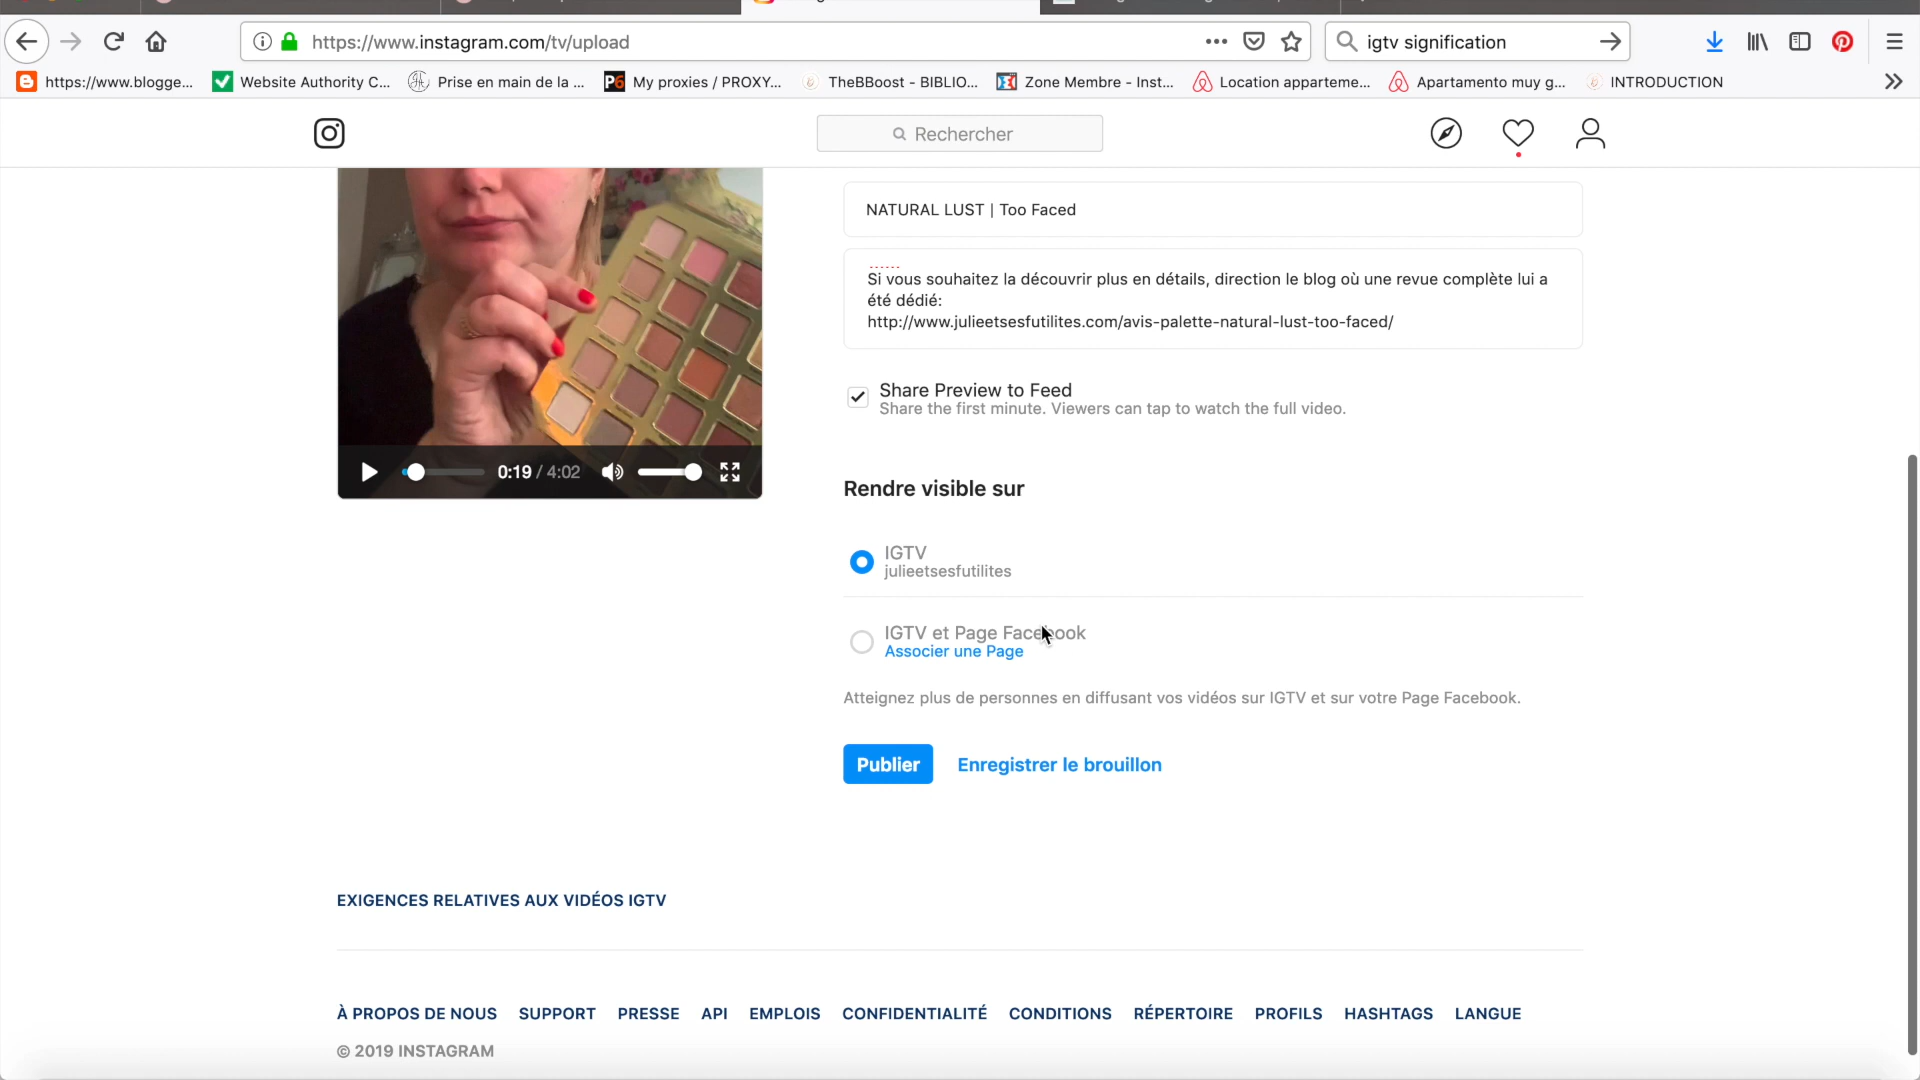 https://www.instagram.com/tv/upload
igtv signification
https://www.blogge...
Website Authority C...
Prise en main de la ...
P6 My proxies / PROXY...
TheBBoost - BIBLIO...
Zone Membre - Inst...
Location apparteme...
Apartamento muy g...
INTRODUCTION
Rechercher
NATURAL LUST | Too Faced
Si vous souhaitez la découvrir plus en détails, direction le blog où une revue complète lui a
été dédié:
http://www.julieetsesfutilites.com/avis-palette-natural-lust-too-faced/
Share Preview to Feed
Share the first minute. Viewers can tap to watch the full video.
0:19 / 4:02
Rendre visible sur
IGTV
julieetsesfutilites
IGTV et Page Facebook
Associer une Page
Atteignez plus de personnes en diffusant vos vidéos sur IGTV et sur votre Page Facebook.
Publier
Enregistrer le brouillon
EXIGENCES RELATIVES AUX VIDÉOS IGTV
À PROPOS DE NOUS SUPPORT PRESSE API EMPLOIS CONFIDENTIALITÉ CONDITIONS RÉPERTOIRE PROFILS HASHTAGS LANGUE
© 2019 INSTAGRAM